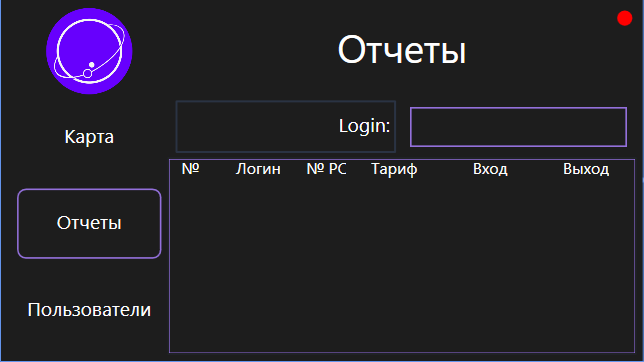 Отчеты
Карта
Login:
№ Логин № PC Тариф Вход Выход
Отчеты
Пользователи